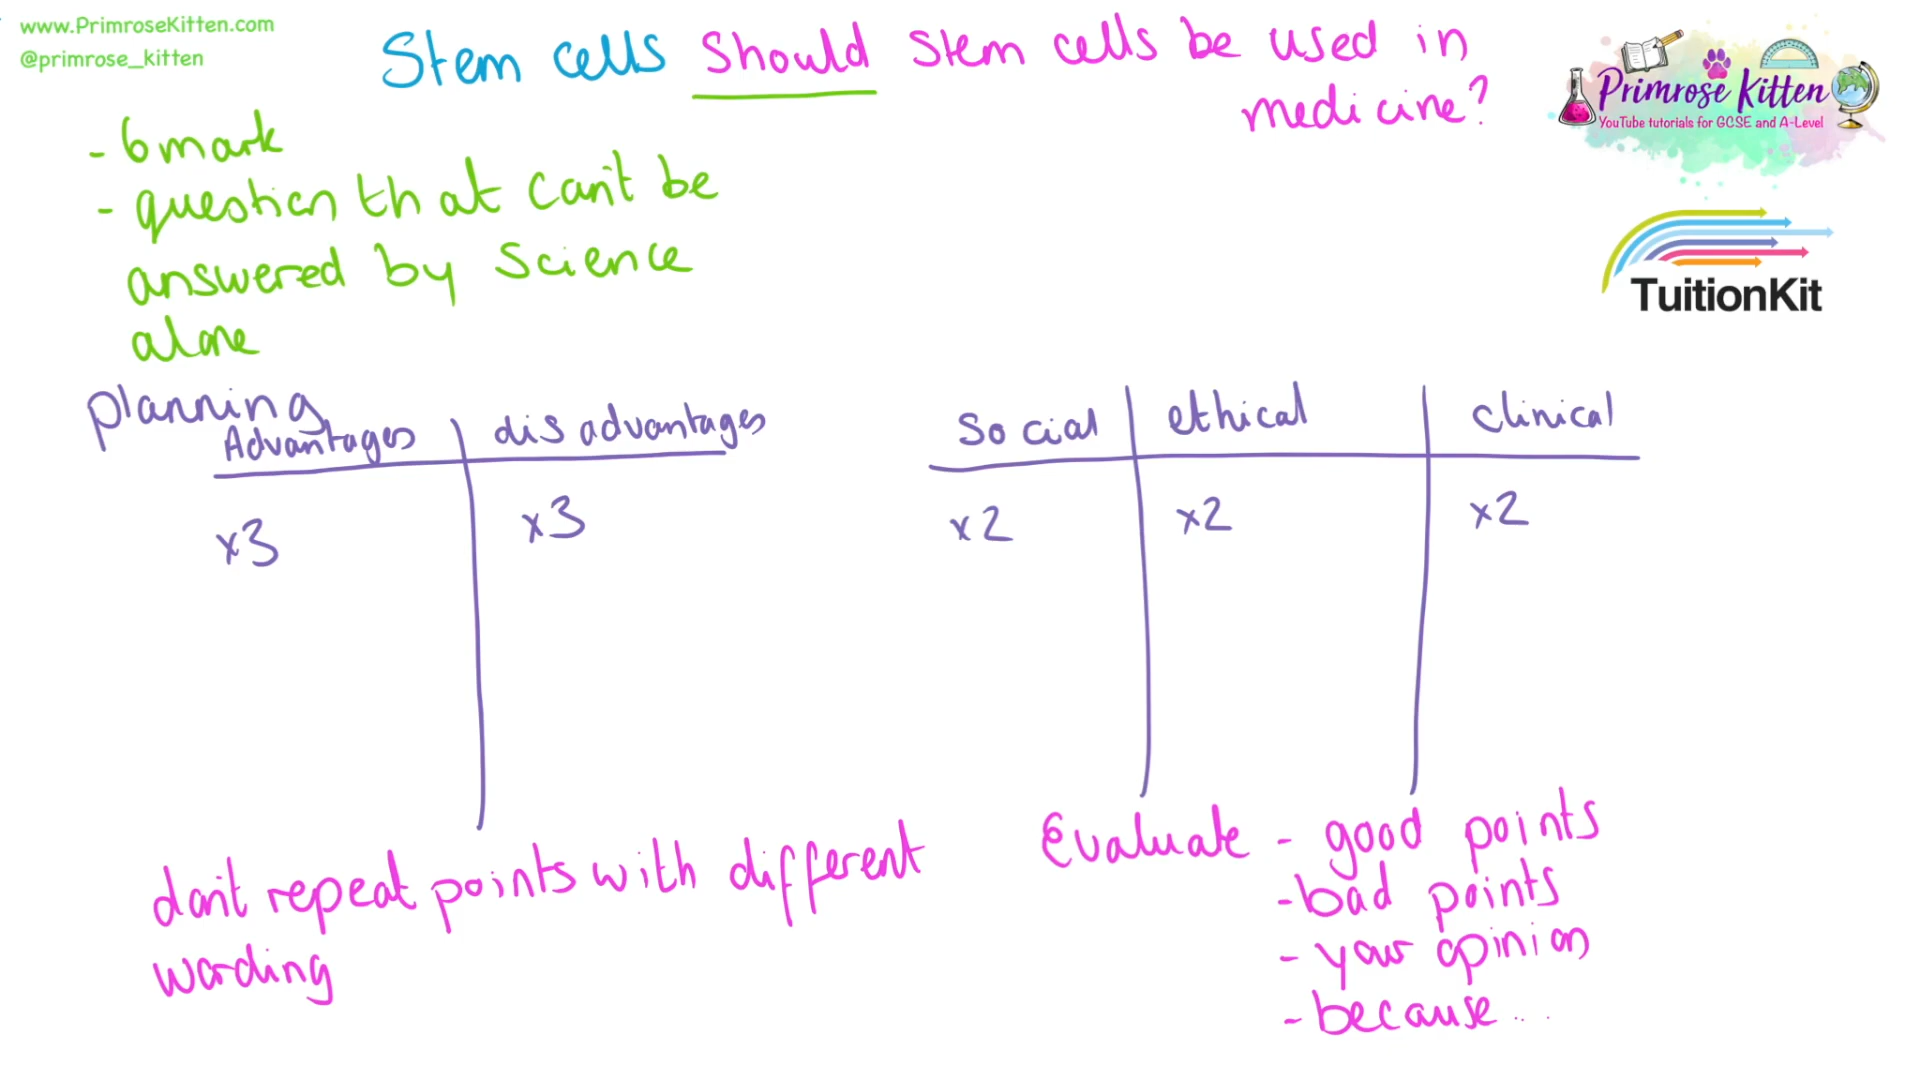 www.PrimroseKitten.com
@primrose_kitten
Stem cells Should Stem cells be used in
medicine?
Primrose Kitten
YouTube tutorials for GCSE and A-Level
TuitionKit
- 6 mark
- question that can't be
answered by Science
alone
planning
Advantages disadvantages
x3 x3
Social ethical clinical
x2 x2 x2
don't repeat points with different
wording
Evaluate - good points
- bad points
- your opinion
- because...